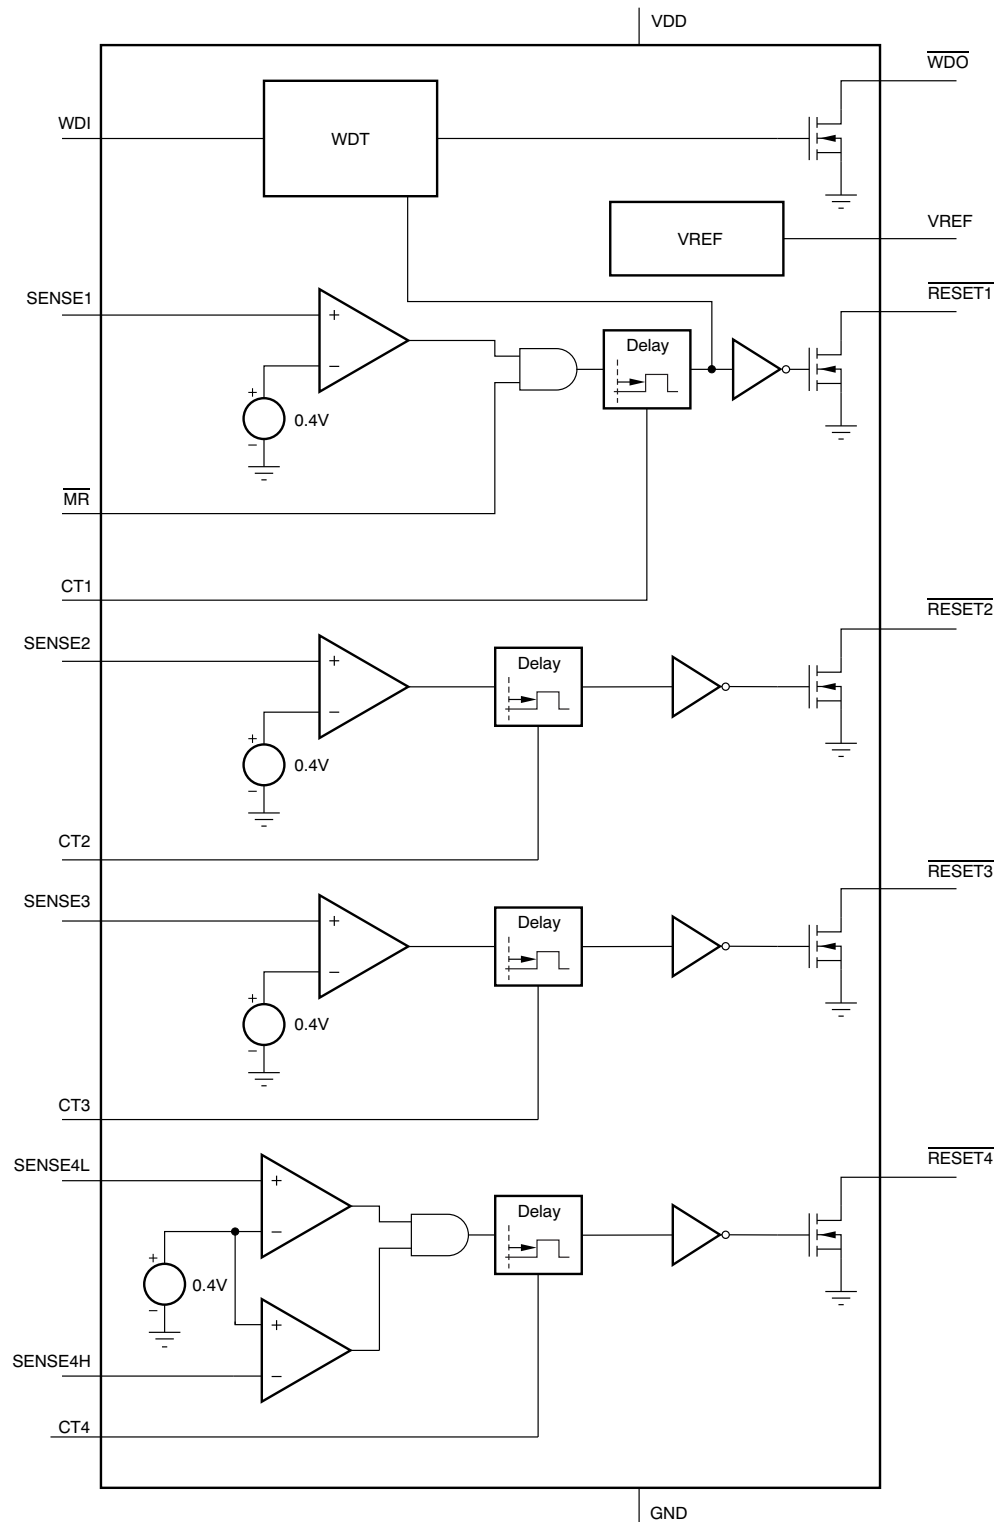 VDD
WDO
WDI
WDT
VREF
VREF
SENSE1
+
−
RESET1
Delay
+
0.4V
−
MR
CT1
RESET2
SENSE2
+
−
Delay
+
0.4V
−
CT2
RESET3
SENSE3
+
−
Delay
+
0.4V
−
CT3
RESET4
SENSE4L
+
−
Delay
+
0.4V
−
+
−
SENSE4H
CT4
GND